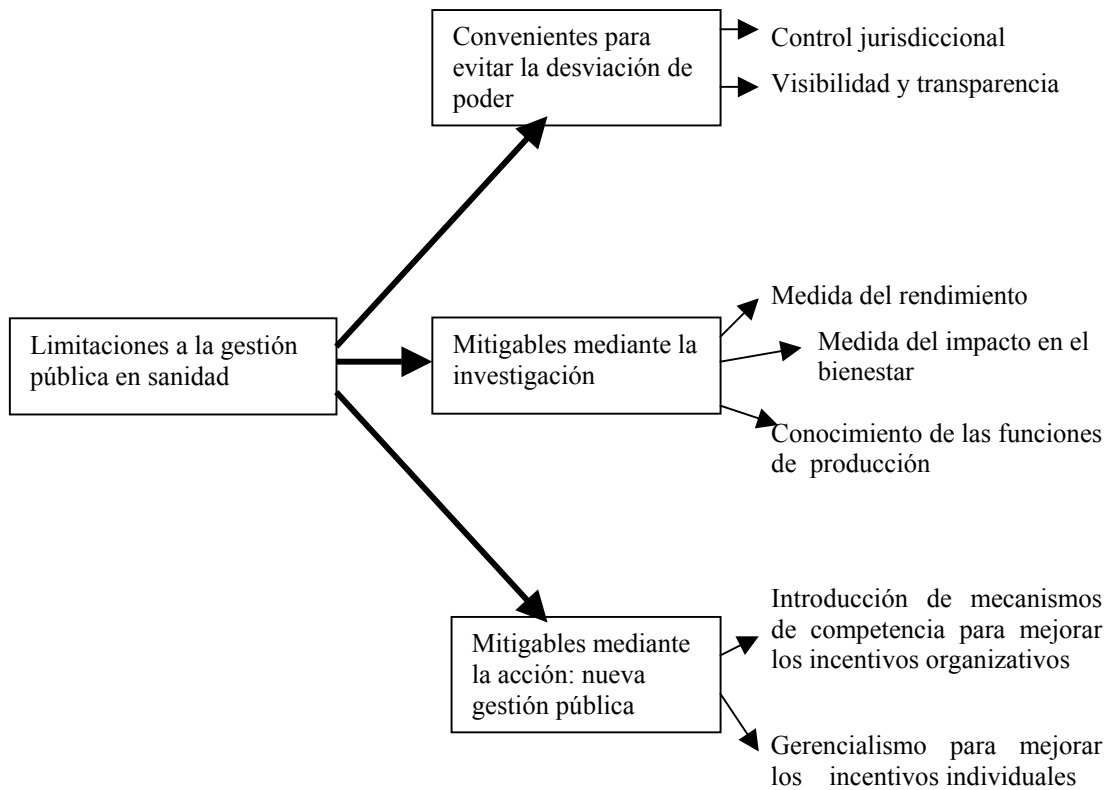 Limitaciones a la gestión
pública en sanidad
Convenientes para
evitar la desviación de
poder
Control jurisdiccional
Visibilidad y transparencia
Mitigables mediante la
investigación
Medida del rendimiento
Medida del impacto en el
bienestar
Conocimiento de las funciones
de producción
Mitigables mediante
la acción: nueva
gestión pública
Introducción de mecanismos
de competencia para mejorar
los incentivos organizativos
Gerencialismo para mejorar
los incentivos individuales